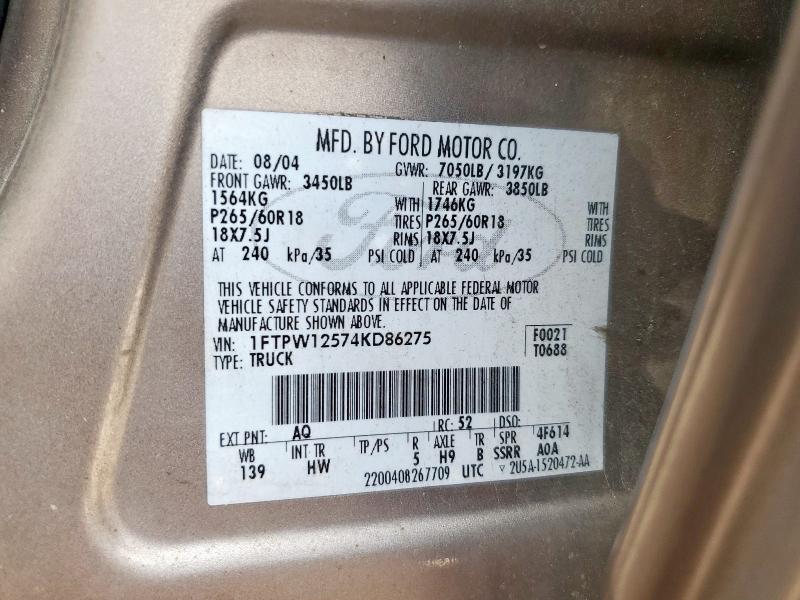 MFD. BY FORD MOTOR CO.
DATE: 08/04 GVWR: 7050LB/3197KG
FRONT GAWR: 3450LB REAR GAWR: 3850LB
1564KG WITH 1746KG WITH
P265/60R18 TIRES P265/60R18 TIRES
18X7.5J RIMS 18X7.5J RIMS
AT 240 kPa/35 PSI COLD AT 240 kPa/35 PSI COLD
Ford
THIS VEHICLE CONFORMS TO ALL APPLICABLE FEDERAL MOTOR
VEHICLE SAFETY STANDARDS IN EFFECT ON THE DATE OF
MANUFACTURE SHOWN ABOVE.
VIN: 1FTPW12574KD86275 F0021
TYPE: TRUCK T0688
EXT PNT: AQ RC: 52 DSO:
WB INT TR TP/PS R AXLE TR SPR 4F614
139 HW 5 H9 B SSRR A0A
2200408267709 UTC ▽ 2U5A-1520472-AA